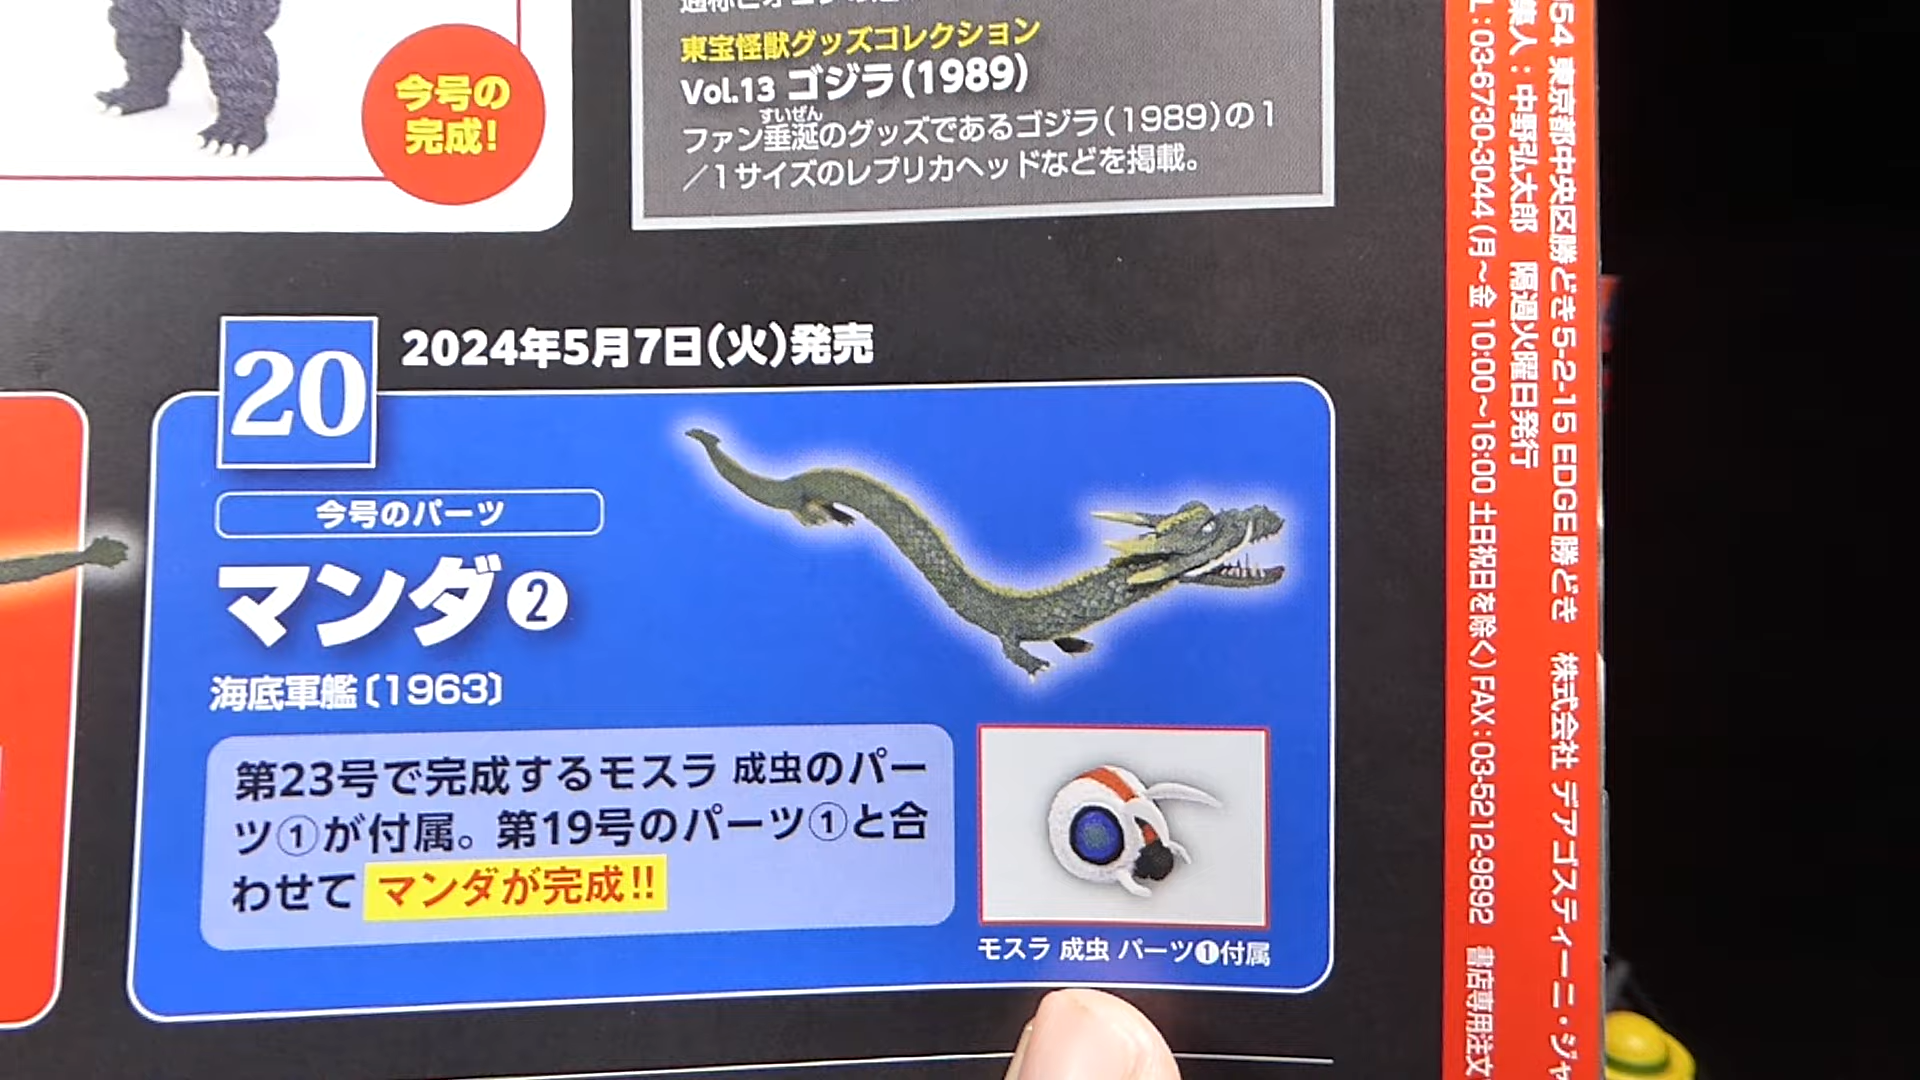 今号の
完成!
東宝怪獣グッズコレクション
Vol.13 ゴジラ(1989)
すいぜん
ファン垂涎のグッズであるゴジラ(1989)の1
/1サイズのレプリカヘッドなどを掲載。
20
2024年5月7日(火)発売
今号のパーツ
マンダ❷
海底軍艦〔1963〕
第23号で完成するモスラ 成虫のパー
ツ①が付属。第19号のパーツ①と合
わせて マンダが完成!!
モスラ 成虫 パーツ❶付属
054 東京都中央区勝どき5-2-15 EDGE勝どき 株式会社 デアゴスティーニ・ジャ
集人:中野弘太郎 隔週火曜日発行
L:03-6730-3044(月~金 10:00~16:00 土日祝日を除く) FAX:03-5212-9892 書店専用注文